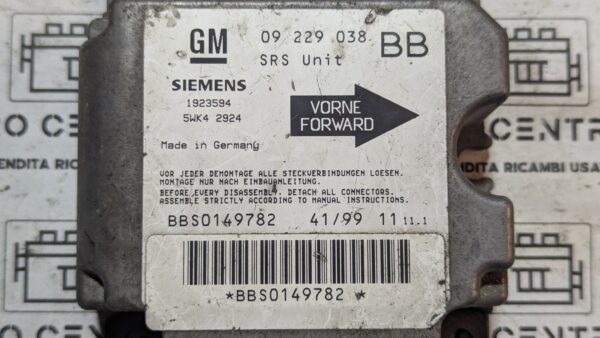 GM 09 229 038 BB
SRS Unit
SIEMENS
1923594
5WK4 2924
VORNE
FORWARD
Made in Germany
VOR JEDER DEMONTAGE ALLE STECKVERBINDUNGEN LOESEN.
MONTAGE NUR NACH EINBAUANLEITUNG.
BEFORE EVERY DISASSEMBLY, DETACH ALL CONNECTORS.
ASSEMBLE STRICTLY ACCORDING TO MANUAL INSTRUCTIONS.
BBS0149782 41/99 11 11.1
*BBS0149782*
O CENTRO
ENDITA RICAMBI USA